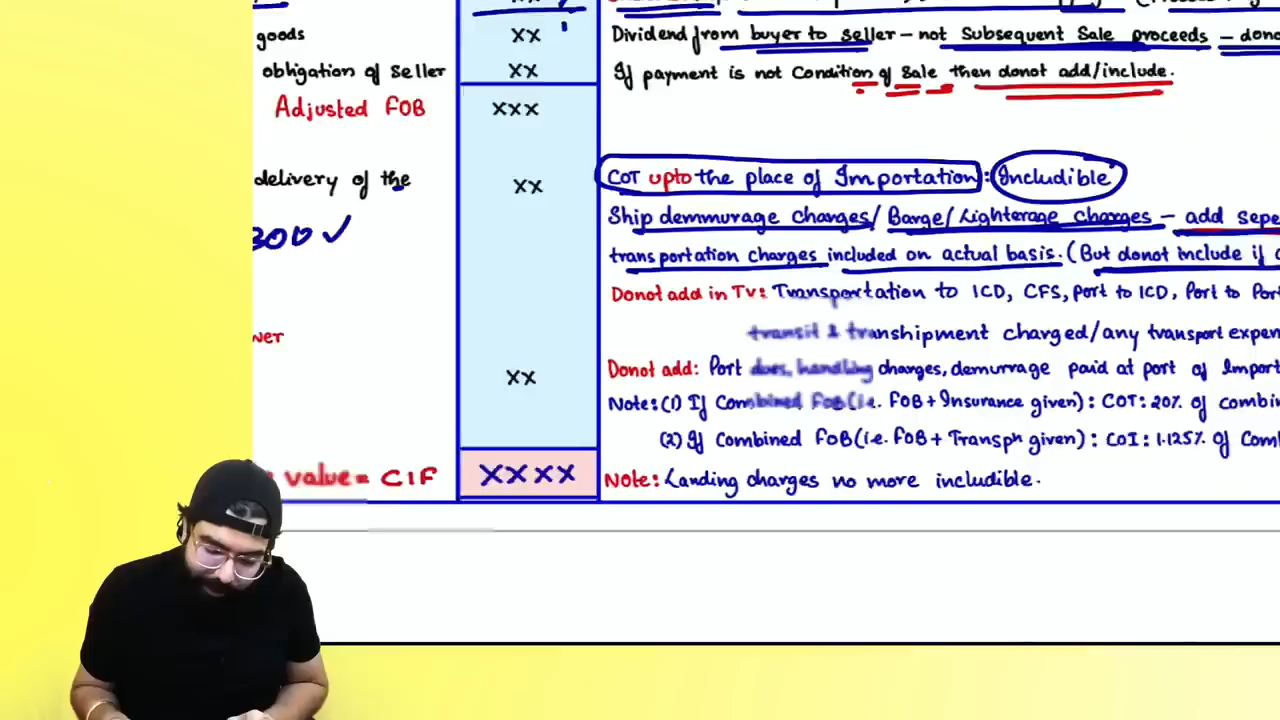 goods XX Dividend from buyer to seller – not Subsequent Sale proceeds –
obligation of seller XX If payment is not Condition of Sale then donot add/include.
Adjusted FOB XXX
delivery of the XX COT upto the place of Importation : Includible
Ship demmurage charges/ Barge/Lighterage charges – add
300 ✓
transportation charges included on actual basis. (But donot include if
Donot add in TV: Transportation to ICD, CFS, port to ICD, Port to Port
transit & transhipment charged/any transport
Donot add: Port dues, handling charges, demurrage paid at port of
XX
Note: (1) If Combined FOB (i.e. FOB + Insurance given) : COT : 20% of
(2) If Combined FOB (i.e. FOB + Transpn given) : COI : 1.125% of
value = CIF XXXX Note: Landing charges no more includible.